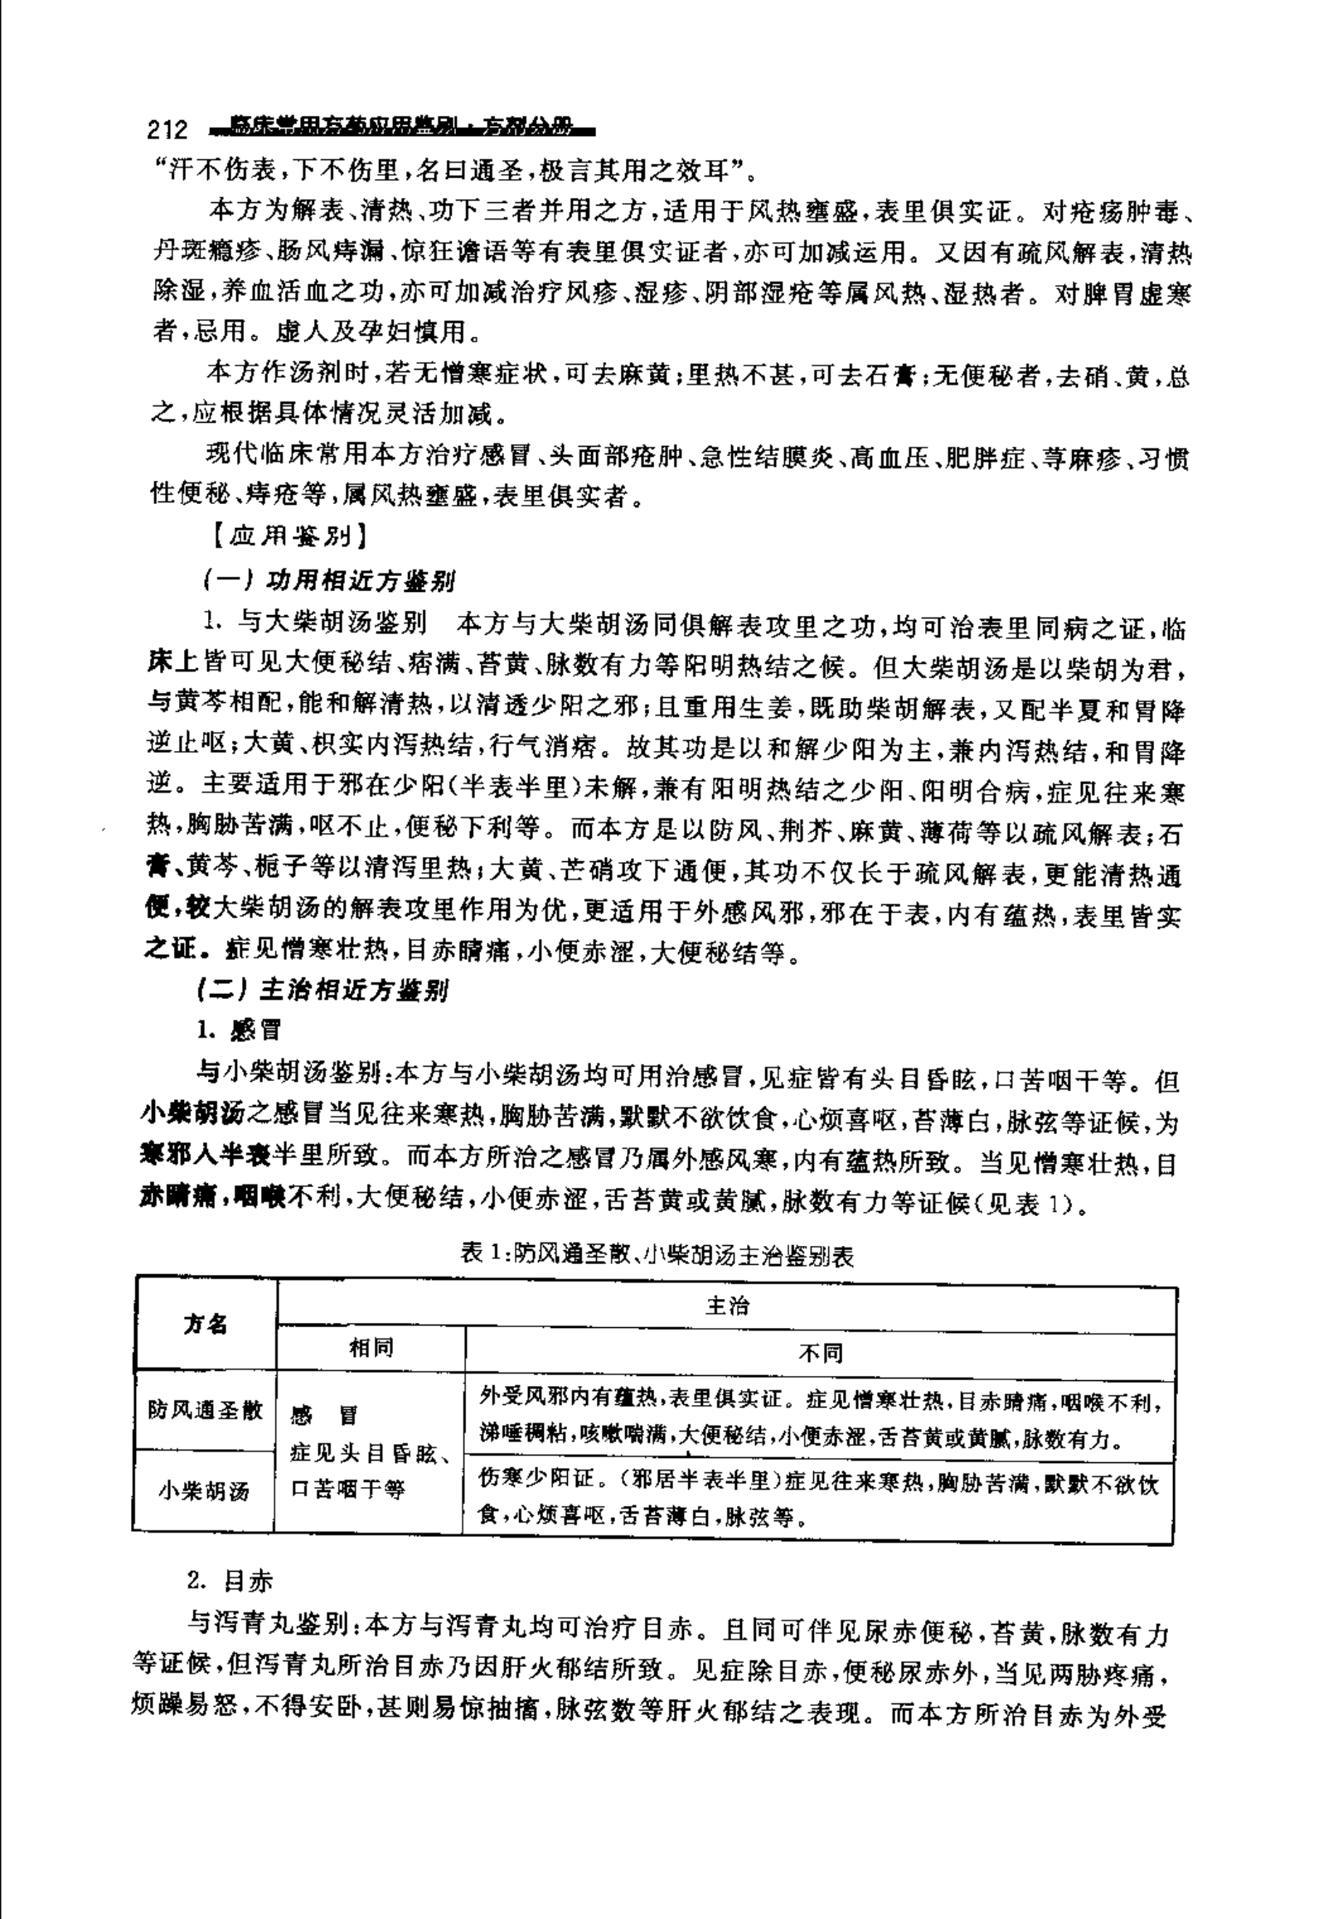 212 临床常用方药应用鉴别·方剂分册
“汗不伤表,下不伤里,名曰通圣,极言其用之效耳”。
本方为解表、清热、功下三者并用之方,适用于风热壅盛,表里俱实证。对疮疡肿毒、
丹斑瘾疹、肠风痔漏、惊狂谵语等有表里俱实证者,亦可加减运用。又因有疏风解表,清热
除湿,养血活血之功,亦可加减治疗风疹、湿疹、阴部湿疮等属风热、湿热者。对脾胃虚寒
者,忌用。虚人及孕妇慎用。
本方作汤剂时,若无憎寒症状,可去麻黄;里热不甚,可去石膏;无便秘者,去硝、黄,总
之,应根据具体情况灵活加减。
现代临床常用本方治疗感冒、头面部疮肿、急性结膜炎、高血压、肥胖症、荨麻疹、习惯
性便秘、痔疮等,属风热壅盛,表里俱实者。
【应用鉴别】
(一)功用相近方鉴别
1. 与大柴胡汤鉴别 本方与大柴胡汤同俱解表攻里之功,均可治表里同病之证,临
床上皆可见大便秘结、痞满、苔黄、脉数有力等阳明热结之候。但大柴胡汤是以柴胡为君,
与黄芩相配,能和解清热,以清透少阳之邪;且重用生姜,既助柴胡解表,又配半夏和胃降
逆止呕;大黄、枳实内泻热结,行气消痞。故其功是以和解少阳为主,兼内泻热结,和胃降
逆。主要适用于邪在少阳(半表半里)未解,兼有阳明热结之少阳、阳明合病,症见往来寒
热,胸胁苦满,呕不止,便秘下利等。而本方是以防风、荆芥、麻黄、薄荷等以疏风解表;石
膏、黄芩、栀子等以清泻里热;大黄、芒硝攻下通便,其功不仅长于疏风解表,更能清热通
便,较大柴胡汤的解表攻里作用为优,更适用于外感风邪,邪在于表,内有蕴热,表里皆实
之证。症见憎寒壮热,目赤睛痛,小便赤涩,大便秘结等。
(二)主治相近方鉴别
1. 感冒
与小柴胡汤鉴别:本方与小柴胡汤均可用治感冒,见症皆有头目昏眩,口苦咽干等。但
小柴胡汤之感冒当见往来寒热,胸胁苦满,默默不欲饮食,心烦喜呕,苔薄白,脉弦等证候,为
寒邪人半表半里所致。而本方所治之感冒乃属外感风寒,内有蕴热所致。当见憎寒壮热,目
赤睛痛,咽喉不利,大便秘结,小便赤涩,舌苔黄或黄腻,脉数有力等证候(见表1)。
表1:防风通圣散、小柴胡汤主治鉴别表
方名
主治
相同
不同
防风通圣散
感 冒
症见头目昏眩、
口苦咽干等
外受风邪内有蕴热,表里俱实证。症见憎寒壮热,目赤睛痛,咽喉不利,
涕唾稠粘,咳嗽喘满,大便秘结,小便赤涩,舌苔黄或黄腻,脉数有力。
小柴胡汤
伤寒少阳证。(邪居半表半里)症见往来寒热,胸胁苦满,默默不欲饮
食,心烦喜呕,舌苔薄白,脉弦等。
2. 目赤
与泻青丸鉴别:本方与泻青丸均可治疗目赤。且同可伴见尿赤便秘,苔黄,脉数有力
等证候,但泻青丸所治目赤乃因肝火郁结所致。见症除目赤,便秘尿赤外,当见两胁疼痛,
烦躁易怒,不得安卧,甚则易惊抽搐,脉弦数等肝火郁结之表现。而本方所治目赤为外受